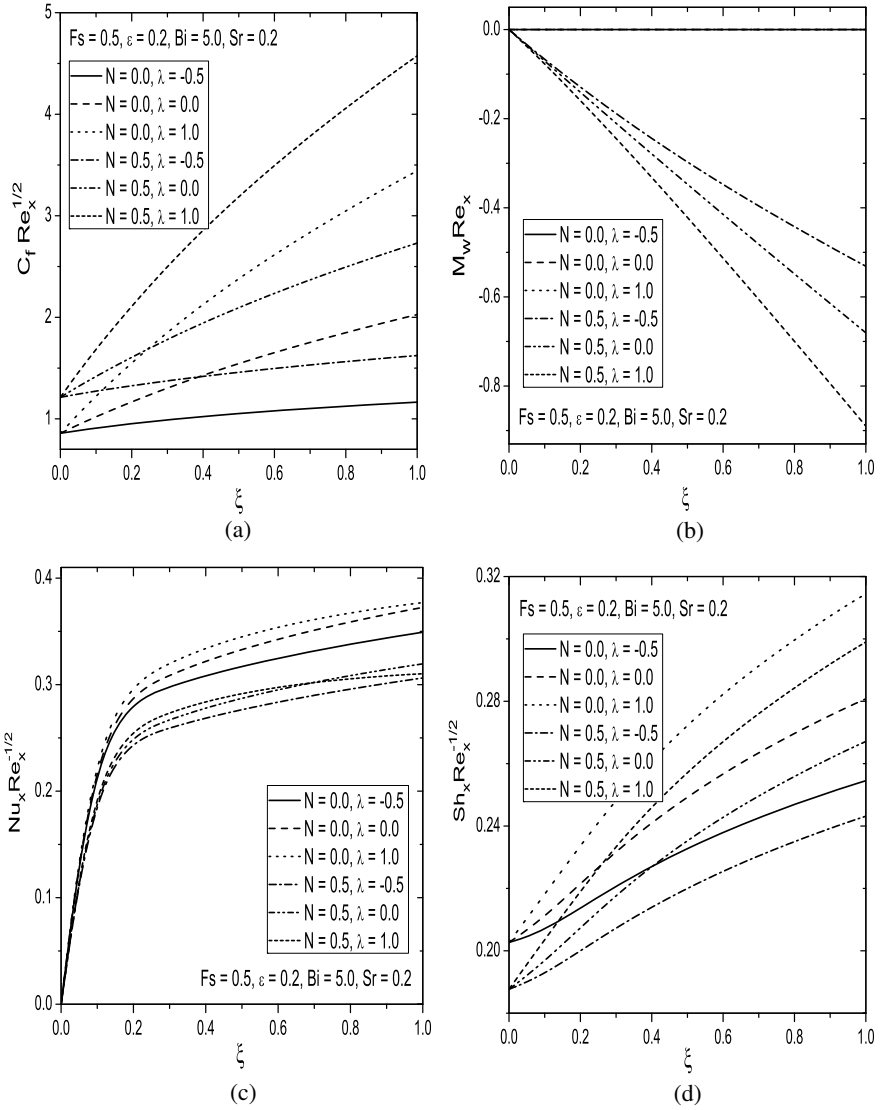 5
4
3
2
1
C_f Re_x^{1/2}
Fs = 0.5, ε = 0.2, Bi = 5.0, Sr = 0.2
N = 0.0, λ = -0.5
N = 0.0, λ = 0.0
N = 0.0, λ = 1.0
N = 0.5, λ = -0.5
N = 0.5, λ = 0.0
N = 0.5, λ = 1.0
0.0 0.2 0.4 0.6 0.8 1.0
ξ
(a)
0.0
-0.2
-0.4
-0.6
-0.8
M_w Re_x
N = 0.0, λ = -0.5
N = 0.0, λ = 0.0
N = 0.0, λ = 1.0
N = 0.5, λ = -0.5
N = 0.5, λ = 0.0
N = 0.5, λ = 1.0
Fs = 0.5, ε = 0.2, Bi = 5.0, Sr = 0.2
0.0 0.2 0.4 0.6 0.8 1.0
ξ
(b)
0.4
0.3
0.2
0.1
0.0
Nu_x Re_x^{-1/2}
N = 0.0, λ = -0.5
N = 0.0, λ = 0.0
N = 0.0, λ = 1.0
N = 0.5, λ = -0.5
N = 0.5, λ = 0.0
N = 0.5, λ = 1.0
Fs = 0.5, ε = 0.2, Bi = 5.0, Sr = 0.2
0.0 0.2 0.4 0.6 0.8 1.0
ξ
(c)
0.32
0.28
0.24
0.20
Sh_x Re_x^{-1/2}
Fs = 0.5, ε = 0.2, Bi = 5.0, Sr = 0.2
N = 0.0, λ = -0.5
N = 0.0, λ = 0.0
N = 0.0, λ = 1.0
N = 0.5, λ = -0.5
N = 0.5, λ = 0.0
N = 0.5, λ = 1.0
0.0 0.2 0.4 0.6 0.8 1.0
ξ
(d)